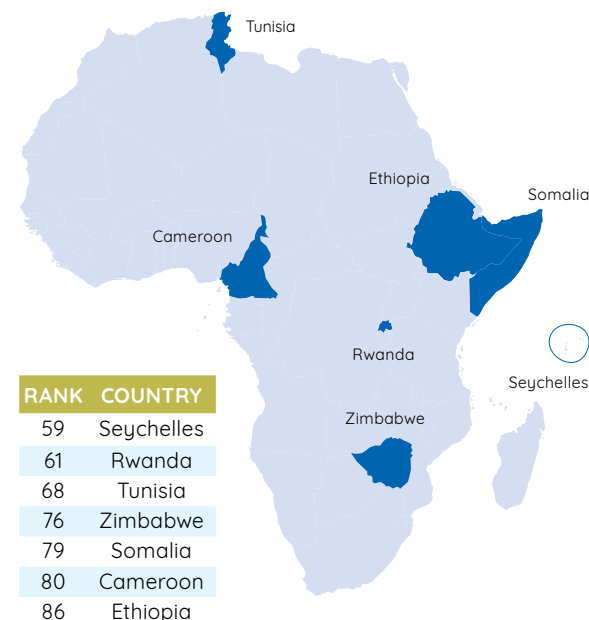 Tunisia
Ethiopia
Somalia
Cameroon
Rwanda
Seychelles
Zimbabwe
RANK COUNTRY
59 Seychelles
61 Rwanda
68 Tunisia
76 Zimbabwe
79 Somalia
80 Cameroon
86 Ethiopia